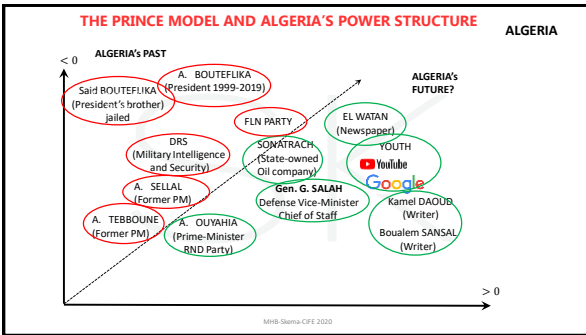 THE PRINCE MODEL AND ALGERIA'S POWER STRUCTURE
ALGERIA
ALGERIA's PAST
< 0
A. BOUTEFLIKA
(President 1999-2019)
Said BOUTEFLIKA
(President's brother)
jailed
ALGERIA's
FUTURE?
FLN PARTY
EL WATAN
(Newspaper)
DRS
(Military Intelligence
and Security)
SONATRACH
(State-owned
Oil company)
YOUTH
YouTube
Google
A. SELLAL
(Former PM)
Gen. G. SALAH
Defense Vice-Minister
Chief of Staff
Kamel DAOUD
(Writer)
Boualem SANSAL
(Writer)
A. TEBBOUNE
(Former PM)
A. OUYAHIA
(Prime-Minister
RND Party)
> 0
MHB-Skema-CIFE 2020